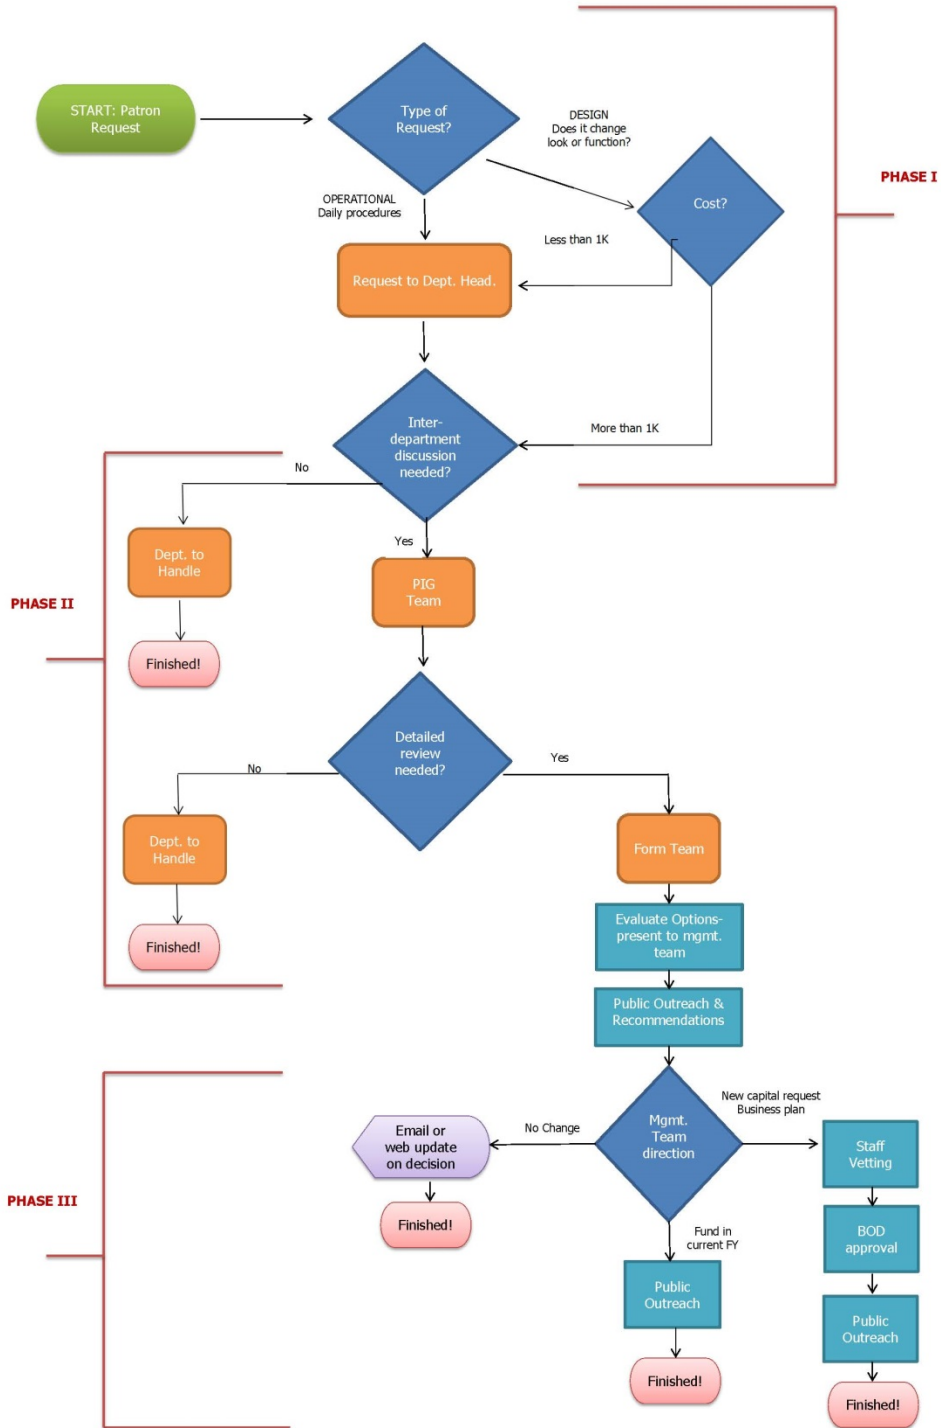 START: Patron
Request
Type of
Request?
DESIGN
Does it change
look or function?
PHASE I
Cost?
OPERATIONAL
Daily procedures
Less than 1K
Request to Dept. Head.
More than 1K
Inter-
department
discussion
needed?
No
Yes
Dept. to
Handle
PIG
Team
PHASE II
Finished!
Detailed
review
needed?
No
Yes
Dept. to
Handle
Form Team
Finished!
Evaluate Options-
present to mgmt.
team
Public Outreach &
Recommendations
New capital request
Business plan
Mgmt.
Team
direction
No Change
Email or
web update
on decision
Staff
Vetting
PHASE III
Finished!
Fund in
current FY
BOD
approval
Public
Outreach
Public
Outreach
Finished!
Finished!